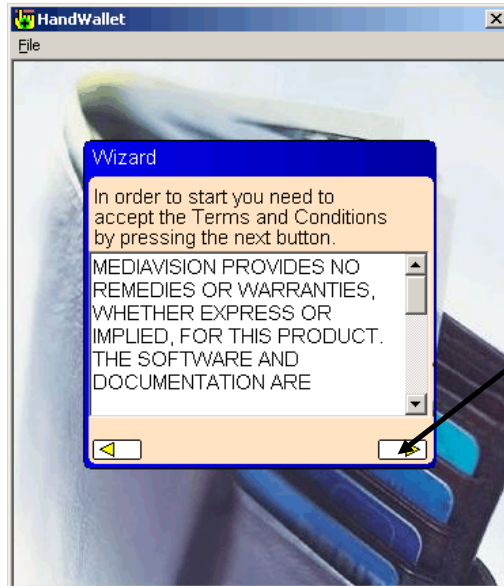 HandWallet
File
Wizard
In order to start you need to
accept the Terms and Conditions
by pressing the next button.
MEDIAVISION PROVIDES NO
REMEDIES OR WARRANTIES,
WHETHER EXPRESS OR
IMPLIED, FOR THIS PRODUCT.
THE SOFTWARE AND
DOCUMENTATION ARE